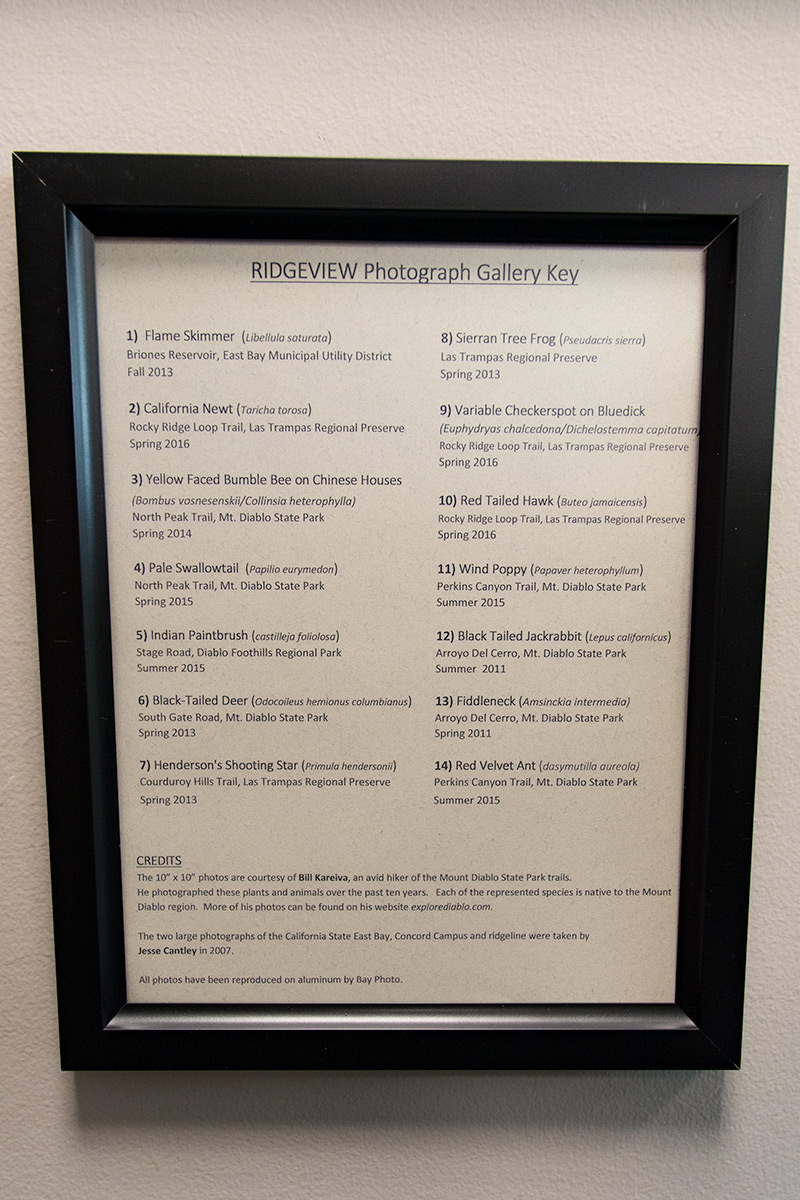 RIDGEVIEW Photograph Gallery Key
1) Flame Skimmer (Libellula saturata)
Briones Reservoir, East Bay Municipal Utility District
Fall 2013
2) California Newt (Taricha torosa)
Rocky Ridge Loop Trail, Las Trampas Regional Preserve
Spring 2016
3) Yellow Faced Bumble Bee on Chinese Houses
(Bombus vosnesenskii/Collinsia heterophylla)
North Peak Trail, Mt. Diablo State Park
Spring 2014
4) Pale Swallowtail (Papilio eurymedon)
North Peak Trail, Mt. Diablo State Park
Spring 2015
5) Indian Paintbrush (castilleja foliolosa)
Stage Road, Diablo Foothills Regional Park
Summer 2015
6) Black-Tailed Deer (Odocoileus hemionus columbianus)
South Gate Road, Mt. Diablo State Park
Spring 2013
7) Henderson's Shooting Star (Primula hendersonii)
Courduroy Hills Trail, Las Trampas Regional Preserve
Spring 2013
8) Sierran Tree Frog (Pseudacris sierra)
Las Trampas Regional Preserve
Spring 2013
9) Variable Checkerspot on Bluedick
(Euphydryas chalcedona/Dichelostemma capitatum)
Rocky Ridge Loop Trail, Las Trampas Regional Preserve
Spring 2016
10) Red Tailed Hawk (Buteo jamaicensis)
Rocky Ridge Loop Trail, Las Trampas Regional Preserve
Spring 2016
11) Wind Poppy (Papaver heterophyllum)
Perkins Canyon Trail, Mt. Diablo State Park
Summer 2015
12) Black Tailed Jackrabbit (Lepus californicus)
Arroyo Del Cerro, Mt. Diablo State Park
Summer 2011
13) Fiddleneck (Amsinckia intermedia)
Arroyo Del Cerro, Mt. Diablo State Park
Spring 2011
14) Red Velvet Ant (dasymutilla aureola)
Perkins Canyon Trail, Mt. Diablo State Park
Summer 2015
CREDITS
The 10” x 10” photos are courtesy of Bill Kareiva, an avid hiker of the Mount Diablo State Park trails.
He photographed these plants and animals over the past ten years. Each of the represented species is native to the Mount
Diablo region. More of his photos can be found on his website explorediablo.com.
The two large photographs of the California State East Bay, Concord Campus and ridgeline were taken by
Jesse Cantley in 2007.
All photos have been reproduced on aluminum by Bay Photo.